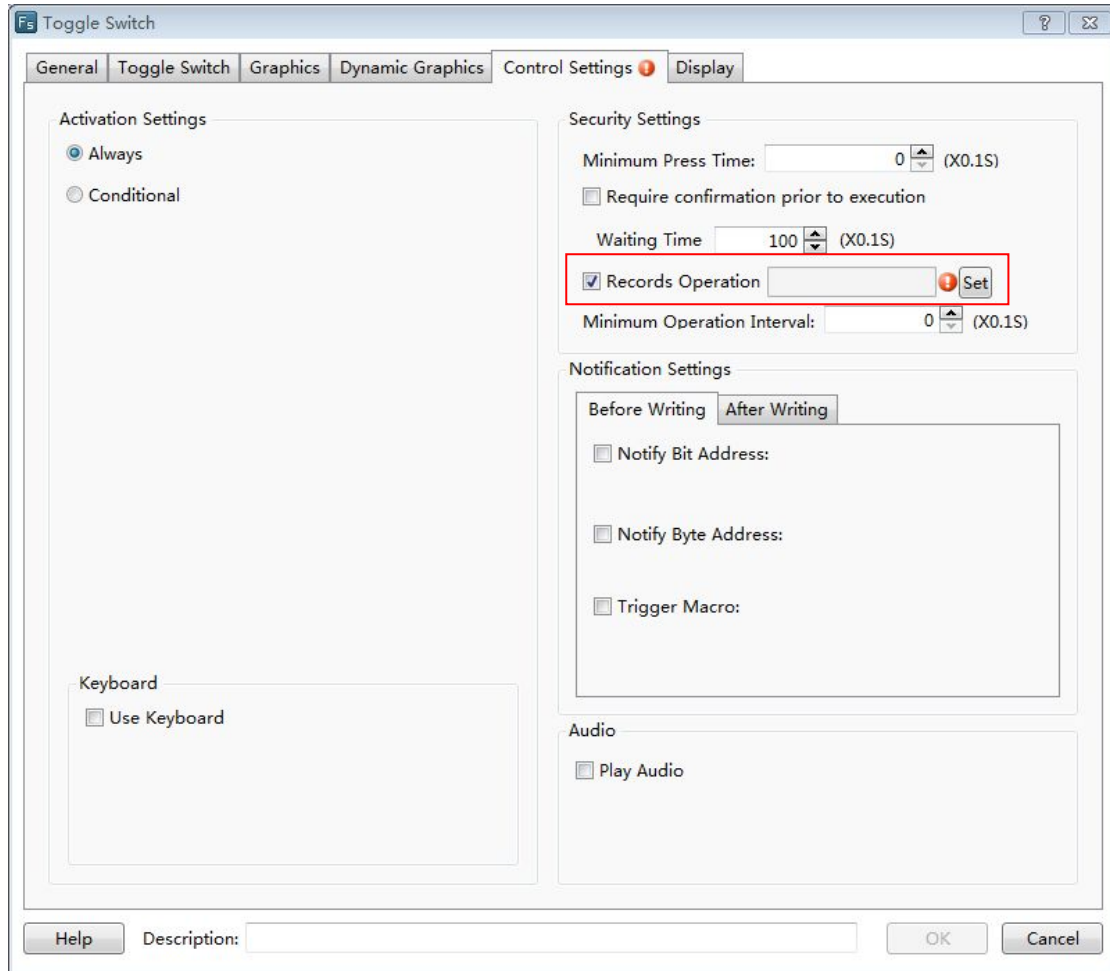 Fs Toggle Switch
General Toggle Switch Graphics Dynamic Graphics Control Settings ! Display
Activation Settings
Always
Conditional
Keyboard
Use Keyboard
Security Settings
Minimum Press Time: 0 (X0.1S)
Require confirmation prior to execution
Waiting Time 100 (X0.1S)
Records Operation ! Set
Minimum Operation Interval: 0 (X0.1S)
Notification Settings
Before Writing After Writing
Notify Bit Address:
Notify Byte Address:
Trigger Macro:
Audio
Play Audio
Help Description: OK Cancel